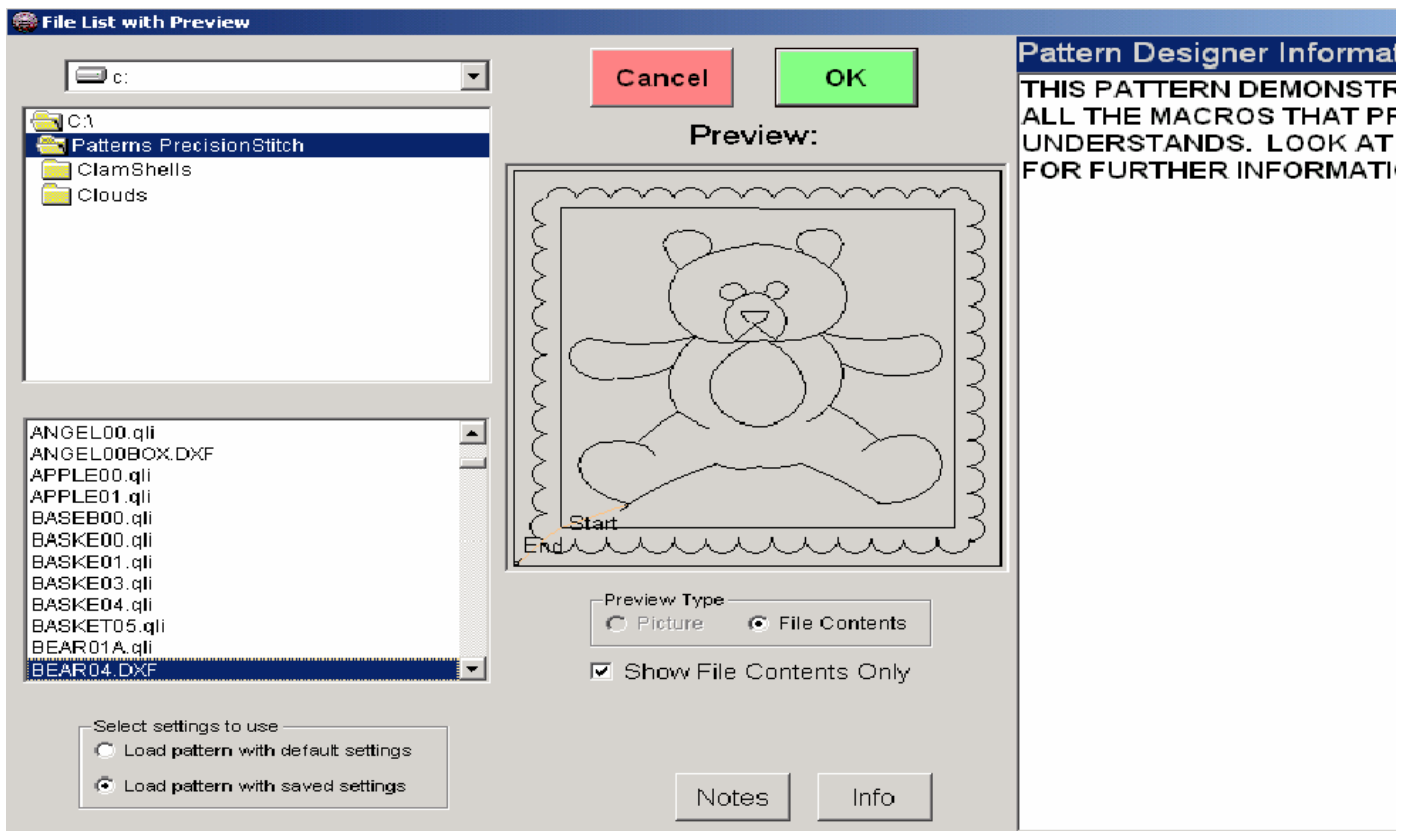 File List with Preview
c:
C:\
Patterns PrecisionStitch
ClamShells
Clouds
ANGEL00.qli
ANGEL00BOX.DXF
APPLE00.qli
APPLE01.qli
BASEB00.qli
BASKE00.qli
BASKE01.qli
BASKE03.qli
BASKE04.qli
BASKET05.qli
BEAR01A.qli
BEAR04.DXF
Select settings to use
Load pattern with default settings
Load pattern with saved settings
Cancel
OK
Preview:
Start
End
Preview Type
Picture
File Contents
Show File Contents Only
Notes
Info
Pattern Designer Informat
THIS PATTERN DEMONSTR
ALL THE MACROS THAT PR
UNDERSTANDS. LOOK AT
FOR FURTHER INFORMATI